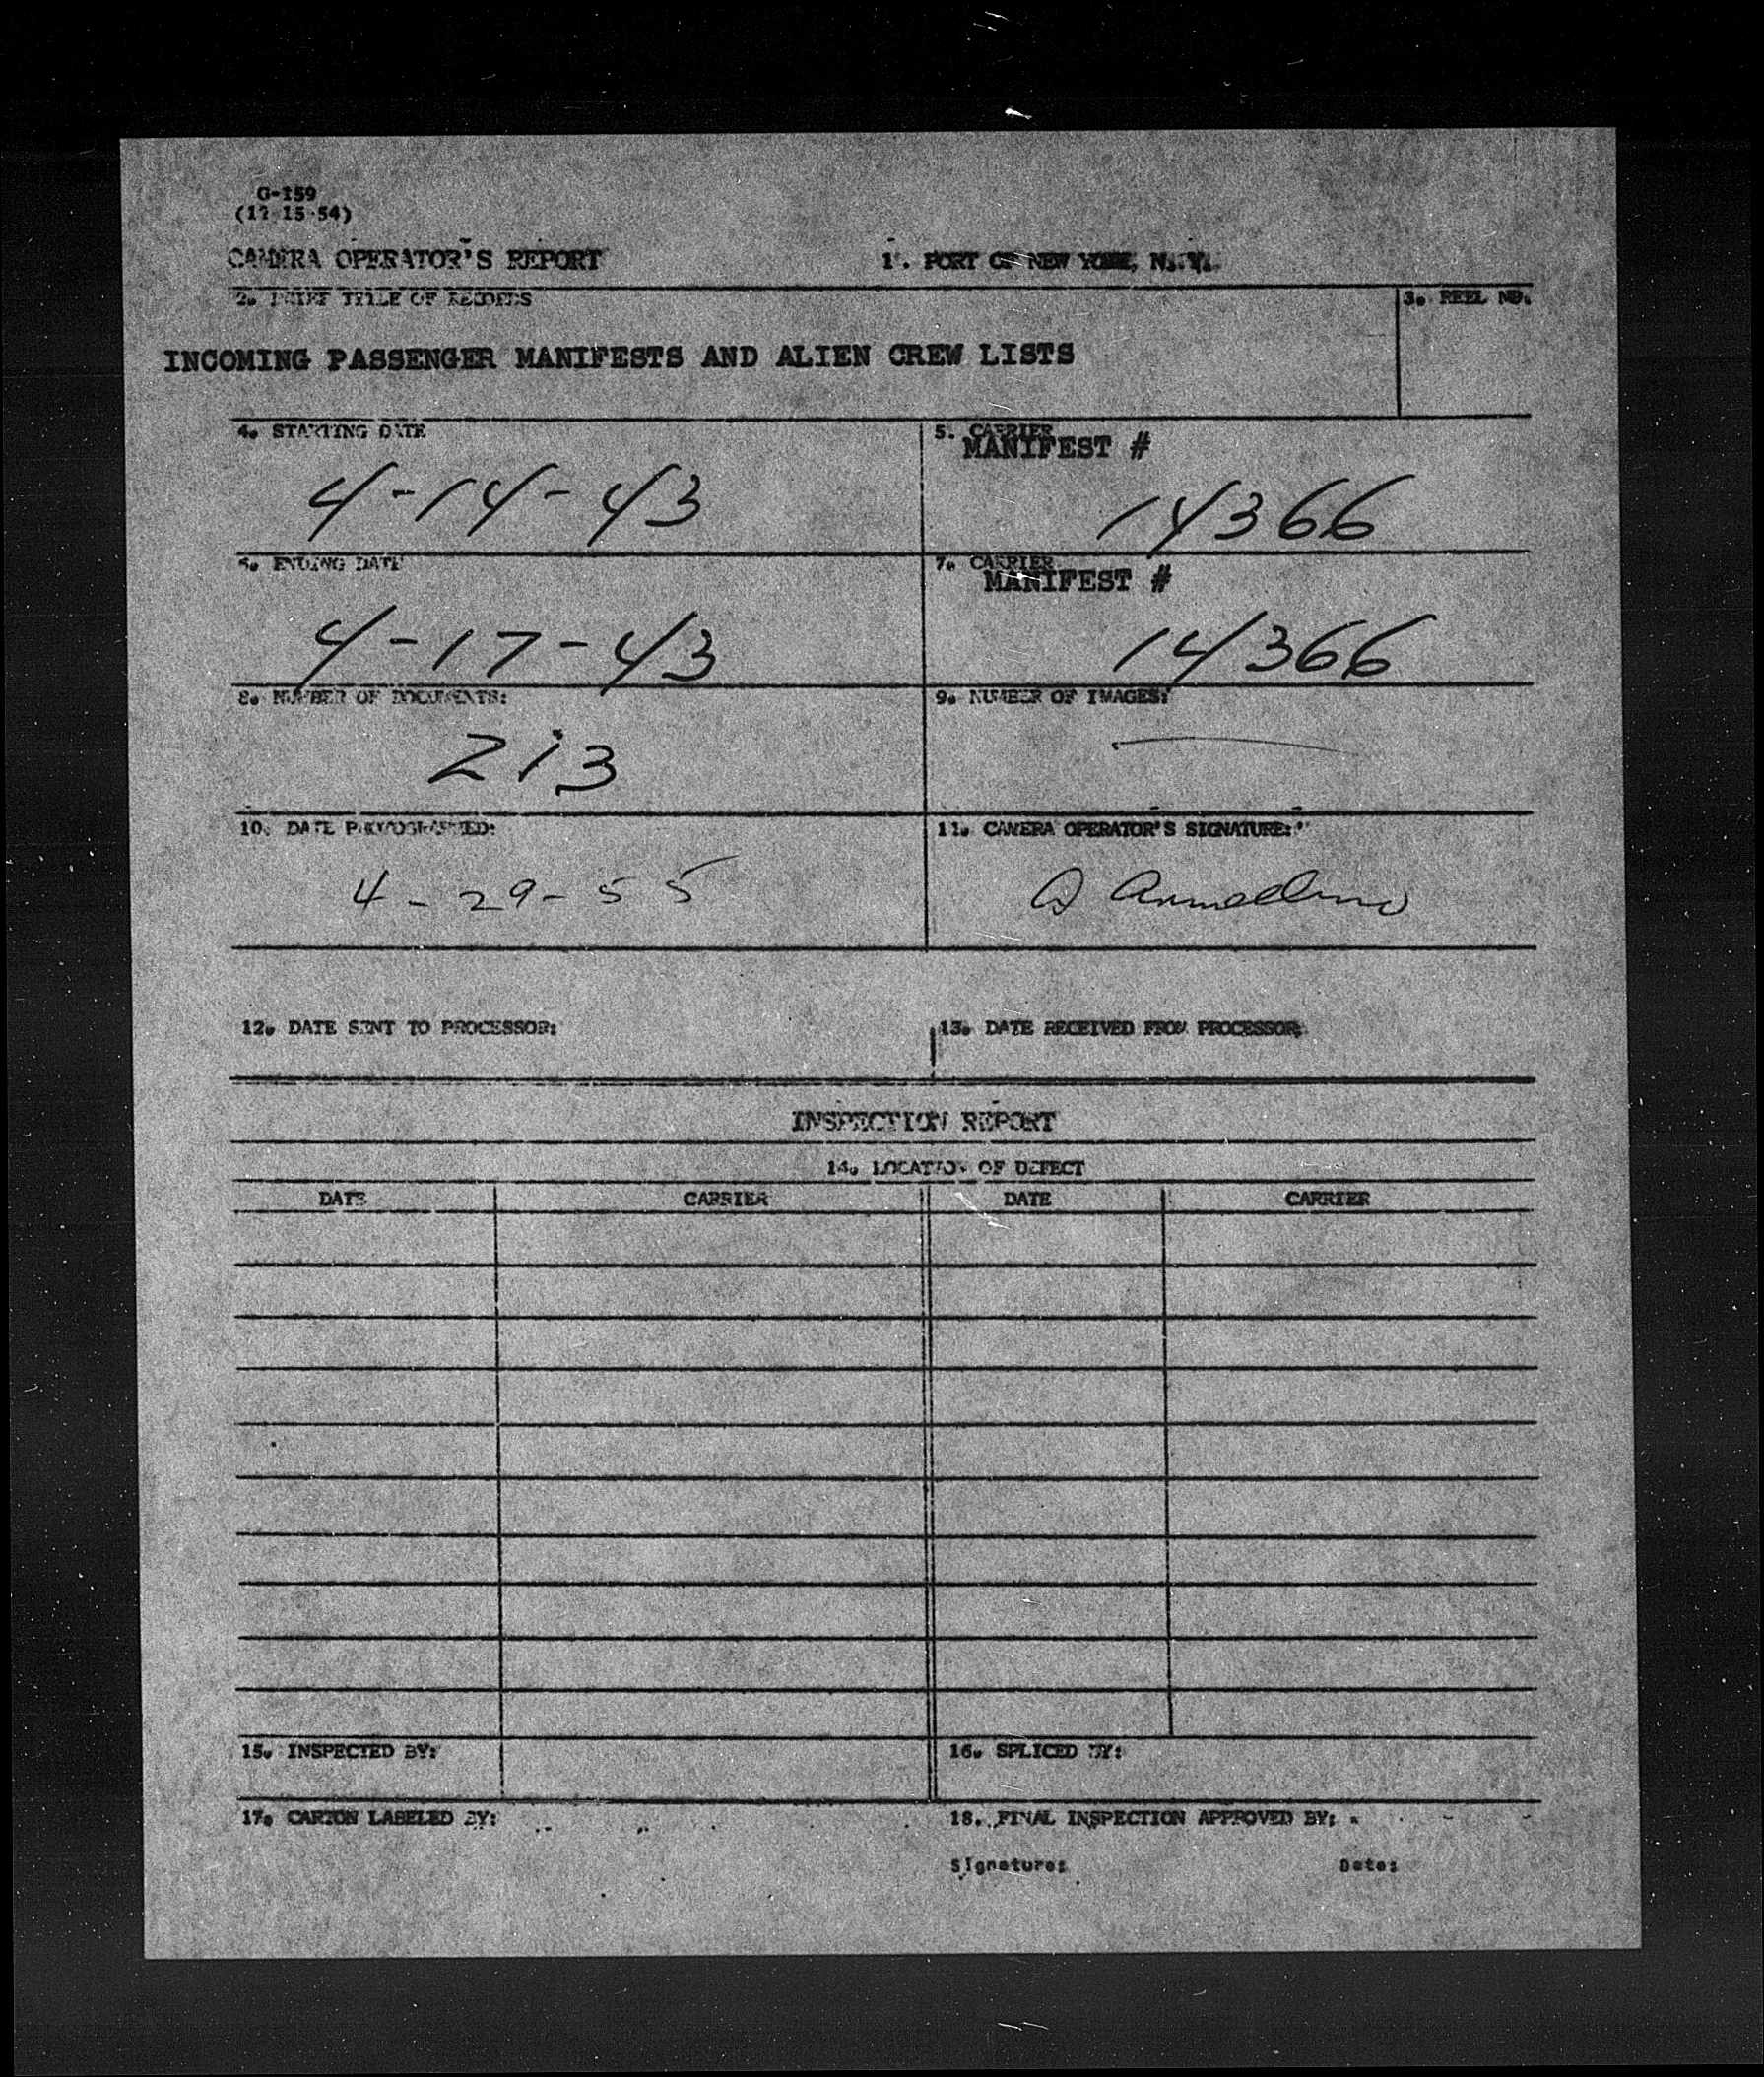 G-159
(12-15-54)
CAMERA OPERATOR'S REPORT
1. PORT OF NEW YORK, N. Y.
2. BRIEF TITLE OF RECORDS
3. REEL NO.
INCOMING PASSENGER MANIFESTS AND ALIEN CREW LISTS
4. STARTING DATE
5. CARRIER
MANIFEST #
4-14-43
14366
6. ENDING DATE
7. CARRIER
MANIFEST #
4-17-43
14366
8. NUMBER OF DOCUMENTS:
9. NUMBER OF IMAGES:
213
10. DATE PHOTOGRAPHED:
11. CAMERA OPERATOR'S SIGNATURE:
4-29-55
12. DATE SENT TO PROCESSOR:
13. DATE RECEIVED FROM PROCESSOR:
INSPECTION REPORT
14. LOCATION OF DEFECT
DATE CARRIER DATE CARRIER
15. INSPECTED BY:
16. SPLICED BY:
17. CARTON LABELED BY:
18. FINAL INSPECTION APPROVED BY:
Signature: Date: